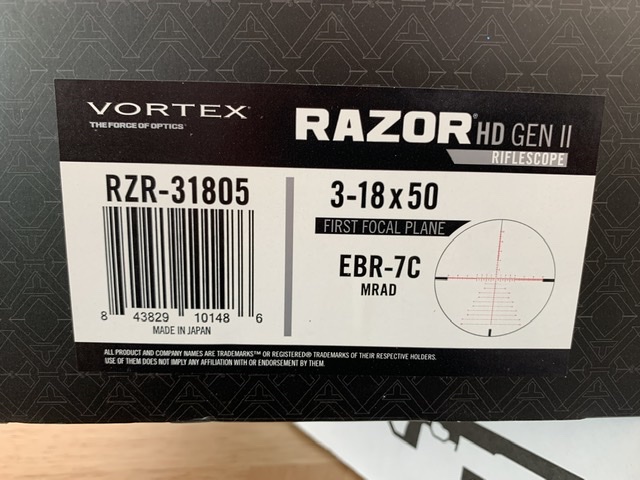 VORTEX®
THE FORCE OF OPTICS™
RAZOR® HD GEN II
RIFLESCOPE
RZR-31805
8 43829 10148 6
MADE IN JAPAN
3-18x50
FIRST FOCAL PLANE
EBR-7C
MRAD
ALL PRODUCT AND COMPANY NAMES ARE TRADEMARKS™ OR REGISTERED® TRADEMARKS OF THEIR RESPECTIVE HOLDERS.
USE OF THEM DOES NOT IMPLY ANY AFFILIATION WITH OR ENDORSEMENT BY THEM.